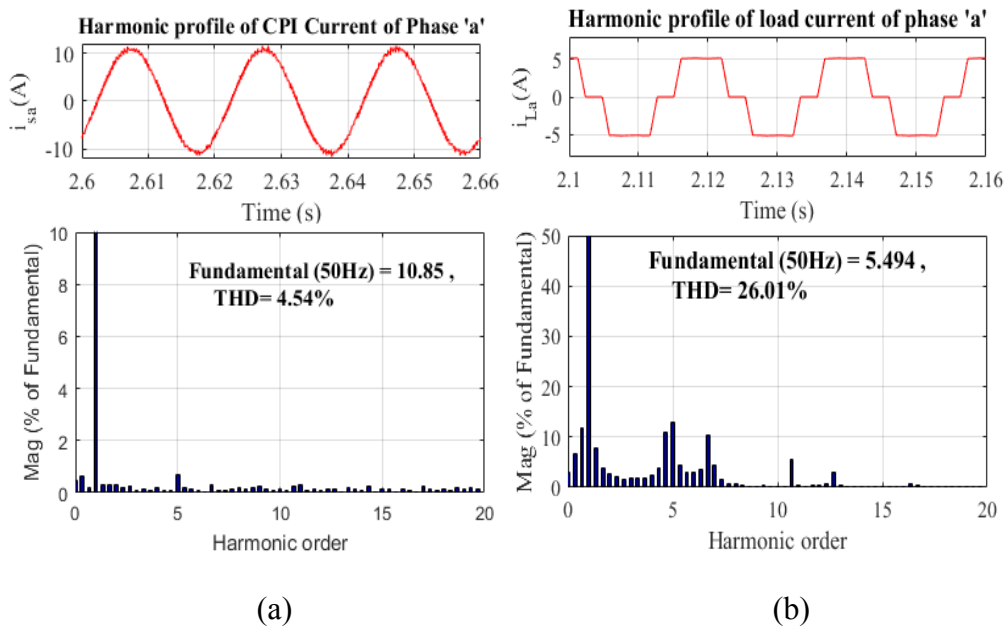 Harmonic profile of CPI Current of Phase 'a'
i sa (A)
10
0
-10
2.6 2.61 2.62 2.63 2.64 2.65 2.66
Time (s)
Mag (% of Fundamental)
10
8
6
4
2
0
Fundamental (50Hz) = 10.85 ,
THD= 4.54%
0 5 10 15 20
Harmonic order
(a)
Harmonic profile of load current of phase 'a'
i La (A)
5
0
-5
2.1 2.11 2.12 2.13 2.14 2.15 2.16
Time (s)
Mag (% of Fundamental)
50
40
30
20
10
0
Fundamental (50Hz) = 5.494 ,
THD= 26.01%
0 5 10 15 20
Harmonic order
(b)